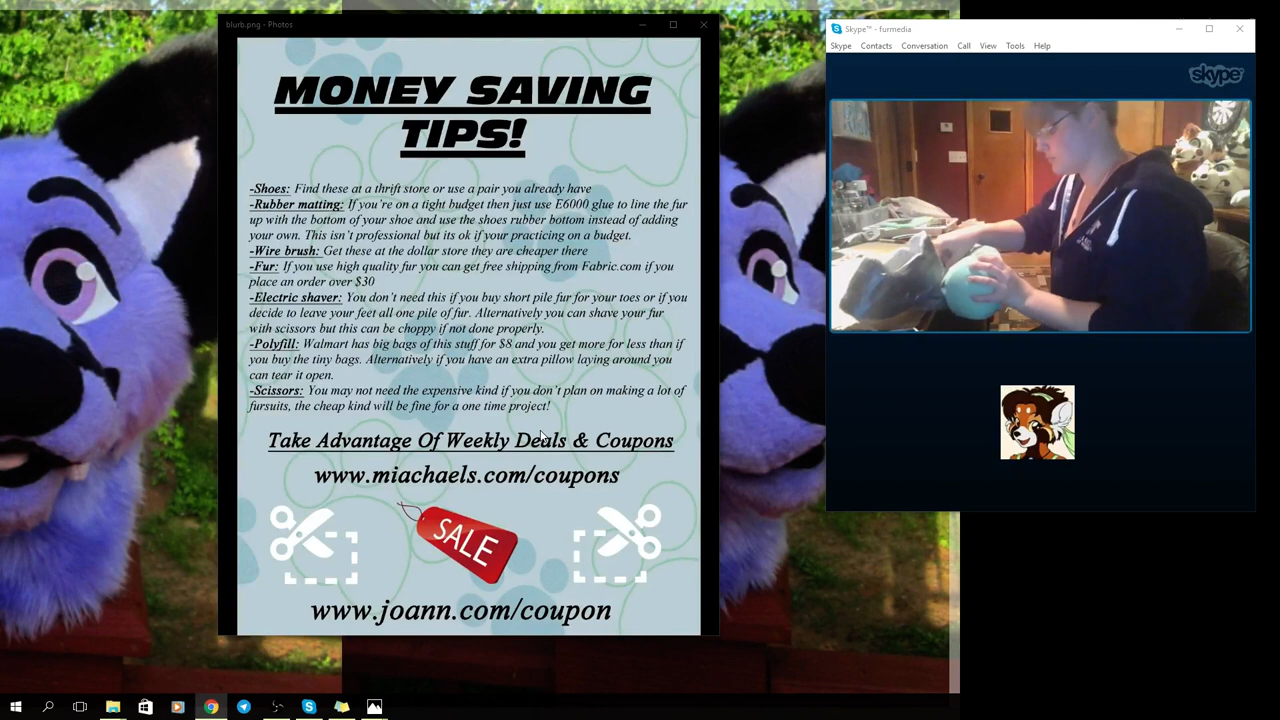 blurb.png - Photos
MONEY SAVING
TIPS!
-Shoes: Find these at a thrift store or use a pair you already have
-Rubber matting: If you're on a tight budget then just use E6000 glue to line the fur
up with the bottom of your shoe and use the shoes rubber bottom instead of adding
your own. This isn't professional but its ok if your practicing on a budget.
-Wire brush: Get these at the dollar store they are cheaper there
-Fur: If you use high quality fur you can get free shipping from Fabric.com if you
place an order over $30
-Electric shaver: You don't need this if you buy short pile fur for your toes or if you
decide to leave your feet all one pile of fur. Alternatively you can shave your fur
with scissors but this can be choppy if not done properly.
-Polyfill: Walmart has big bags of this stuff for $8 and you get more for less than if
you buy the tiny bags. Alternatively if you have an extra pillow laying around you
can tear it open.
-Scissors: You may not need the expensive kind if you don't plan on making a lot of
fursuits, the cheap kind will be fine for a one time project!
Take Advantage Of Weekly Deals & Coupons
www.miachaels.com/coupons
SALE
www.joann.com/coupon
Skype™ - furmedia
Skype Contacts Conversation Call View Tools Help
skype